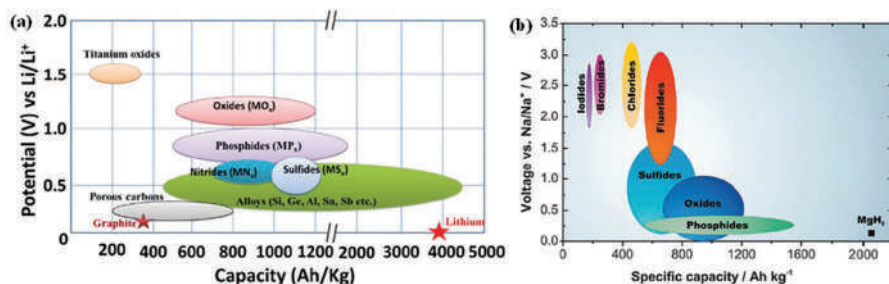 (a)
Potential (V) vs Li/Li⁺
2.0
1.5
1.0
0.5
0
Titanium oxides
Oxides (MOₓ)
Phosphides (MPₓ)
Nitrides (MNₓ)
Sulfides (MSₓ)
Porous carbons
Alloys (Si, Ge, Al, Sn, Sb etc.)
Graphite
Lithium
200 400 600 800 1000 1200 2000 3000 4000 5000
Capacity (Ah/Kg)
(b)
Voltage vs. Na/Na⁺ / V
3.5
3.0
2.5
2.0
1.5
1.0
0.5
0.0
Iodides
Bromides
Chlorides
Fluorides
Sulfides
Oxides
Phosphides
0 400 800 1200 1600 2000
Specific capacity / Ah kg⁻¹